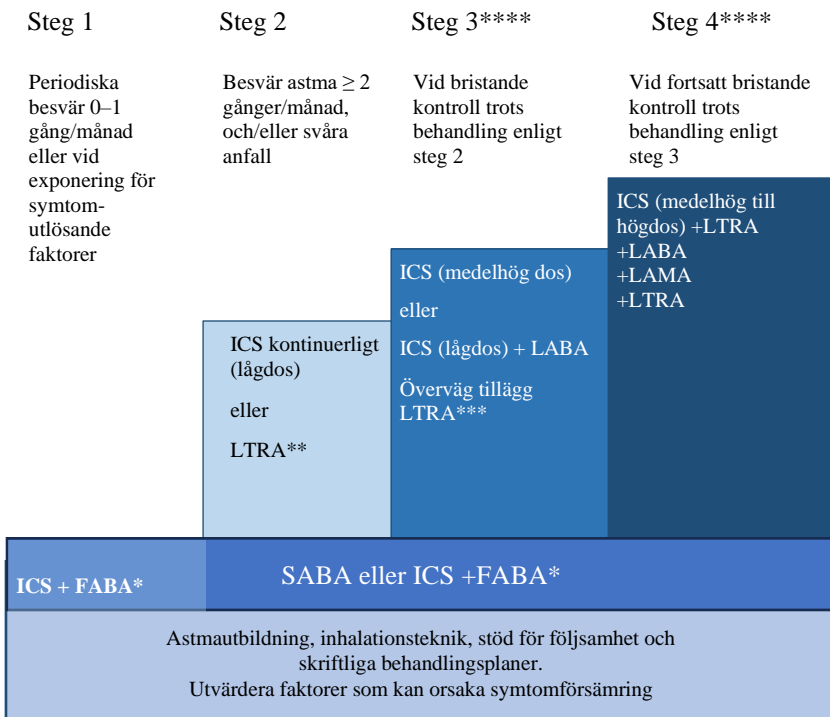 Steg 1
Periodiska
besvär 0–1
gång/månad
eller vid
exponering för
symtom-
utlösande
faktorer
Steg 2
Besvär astma ≥ 2
gånger/månad,
och/eller svåra
anfall
Steg 3****
Vid bristande
kontroll trots
behandling enligt
steg 2
Steg 4****
Vid fortsatt bristande
kontroll trots
behandling enligt
steg 3
ICS kontinuerligt
(lågdos)
eller
LTRA**
ICS (medelhög dos)
eller
ICS (lågdos) + LABA
Överväg tillägg
LTRA***
ICS (medelhög till
högdos) +LTRA
+LABA
+LAMA
+LTRA
ICS + FABA*
SABA eller ICS +FABA*
Astmautbildning, inhalationsteknik, stöd för följsamhet och
skriftliga behandlingsplaner.
Utvärdera faktorer som kan orsaka symtomförsämring